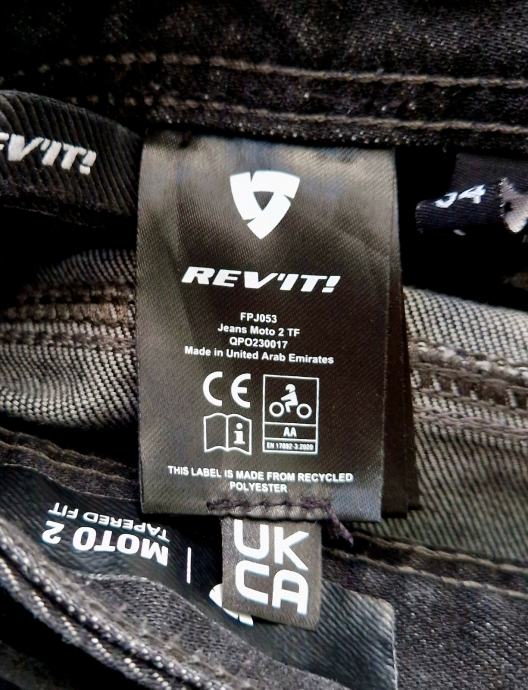 REV'IT!
34
REV'IT!
FPJ053
Jeans Moto 2 TF
QPO230017
Made in United Arab Emirates
CE
AA
EN 17092-3:2020
THIS LABEL IS MADE FROM RECYCLED
POLYESTER
UK
CA
MOTO 2
TAPERED FIT